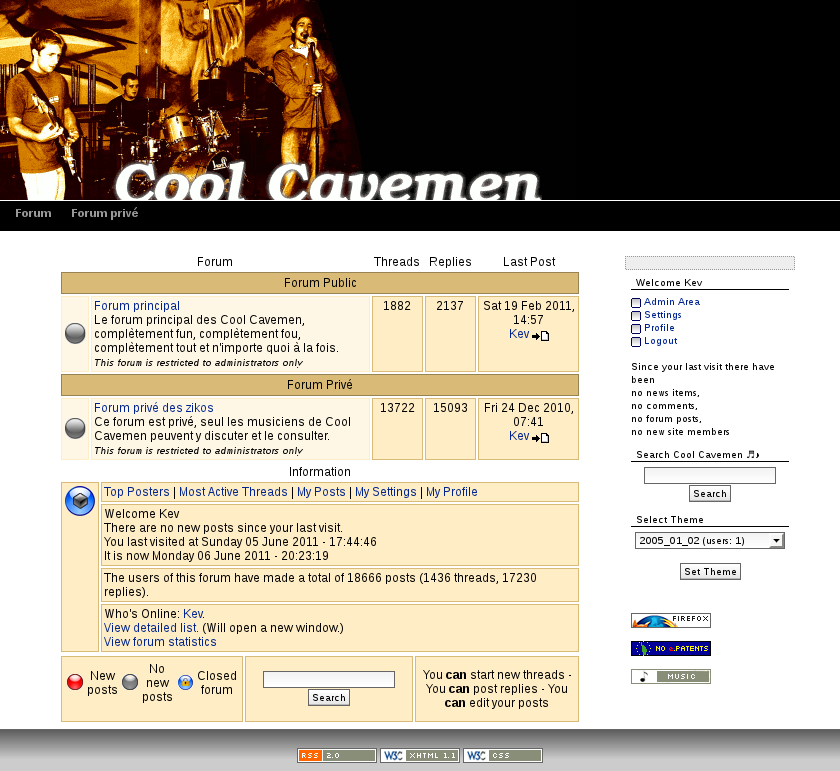 Cool Cavemen
Forum Forum privé
Forum Threads Replies Last Post
Forum Public
Forum principal
Le forum principal des Cool Cavemen,
complètement fun, complètement fou,
complètement tout et n'importe quoi à la fois.
This forum is restricted to administrators only
1882
2137
Sat 19 Feb 2011,
14:57
Kev
Forum Privé
Forum privé des zikos
Ce forum est privé, seul les musiciens de Cool
Cavemen peuvent y discuter et le consulter.
This forum is restricted to administrators only
13722
15093
Fri 24 Dec 2010,
07:41
Kev
Information
Top Posters | Most Active Threads | My Posts | My Settings | My Profile
Welcome Kev
There are no new posts since your last visit.
You last visited at Sunday 05 June 2011 - 17:44:46
It is now Monday 06 June 2011 - 20:23:19
The users of this forum have made a total of 18666 posts (1436 threads, 17230
replies).
Who's Online: Kev.
View detailed list. (Will open a new window.)
View forum statistics
New
posts
No
new
posts
Closed
forum
Search
You can start new threads -
You can post replies - You
can edit your posts
Welcome Kev
Admin Area
Settings
Profile
Logout
Since your last visit there have
been
no news items,
no comments,
no forum posts,
no new site members
Search Cool Cavemen
Search
Select Theme
2005_01_02 (users: 1)
Set Theme
FIREFOX
NO PATENTS
MUSIC
RSS 2.0 W3C XHTML 1.1 W3C CSS